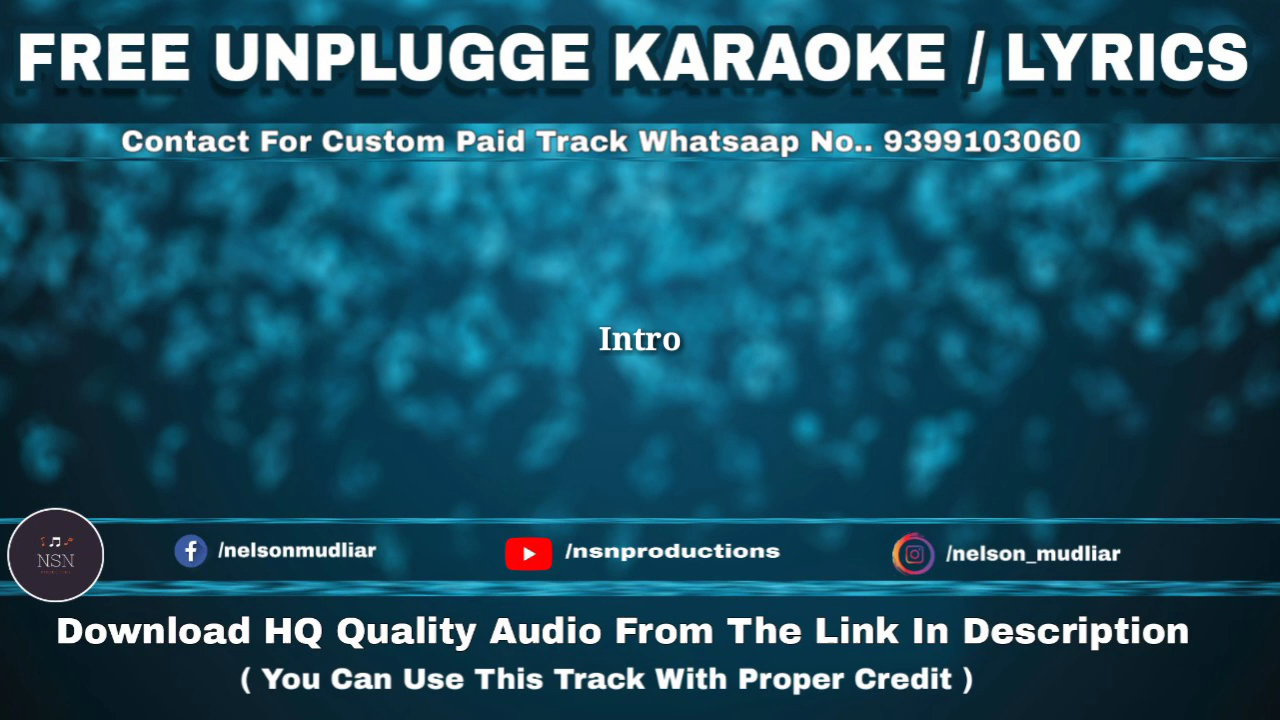 FREE UNPLUGGE KARAOKE / LYRICS
Contact For Custom Paid Track Whatsaap No.. 9399103060
Intro
NSN
/nelsonmudliar
/nsnproductions
/nelson_mudliar
Download HQ Quality Audio From The Link In Description
( You Can Use This Track With Proper Credit )